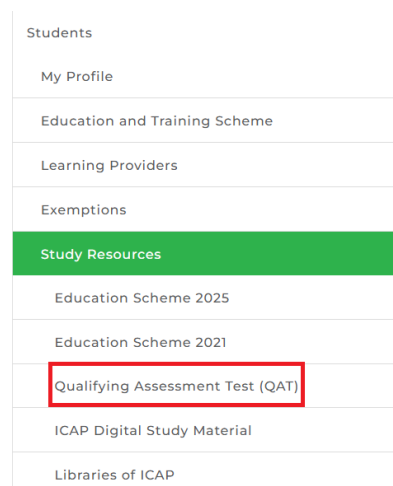 Students
My Profile
Education and Training Scheme
Learning Providers
Exemptions
Study Resources
Education Scheme 2025
Education Scheme 2021
Qualifying Assessment Test (QAT)
ICAP Digital Study Material
Libraries of ICAP